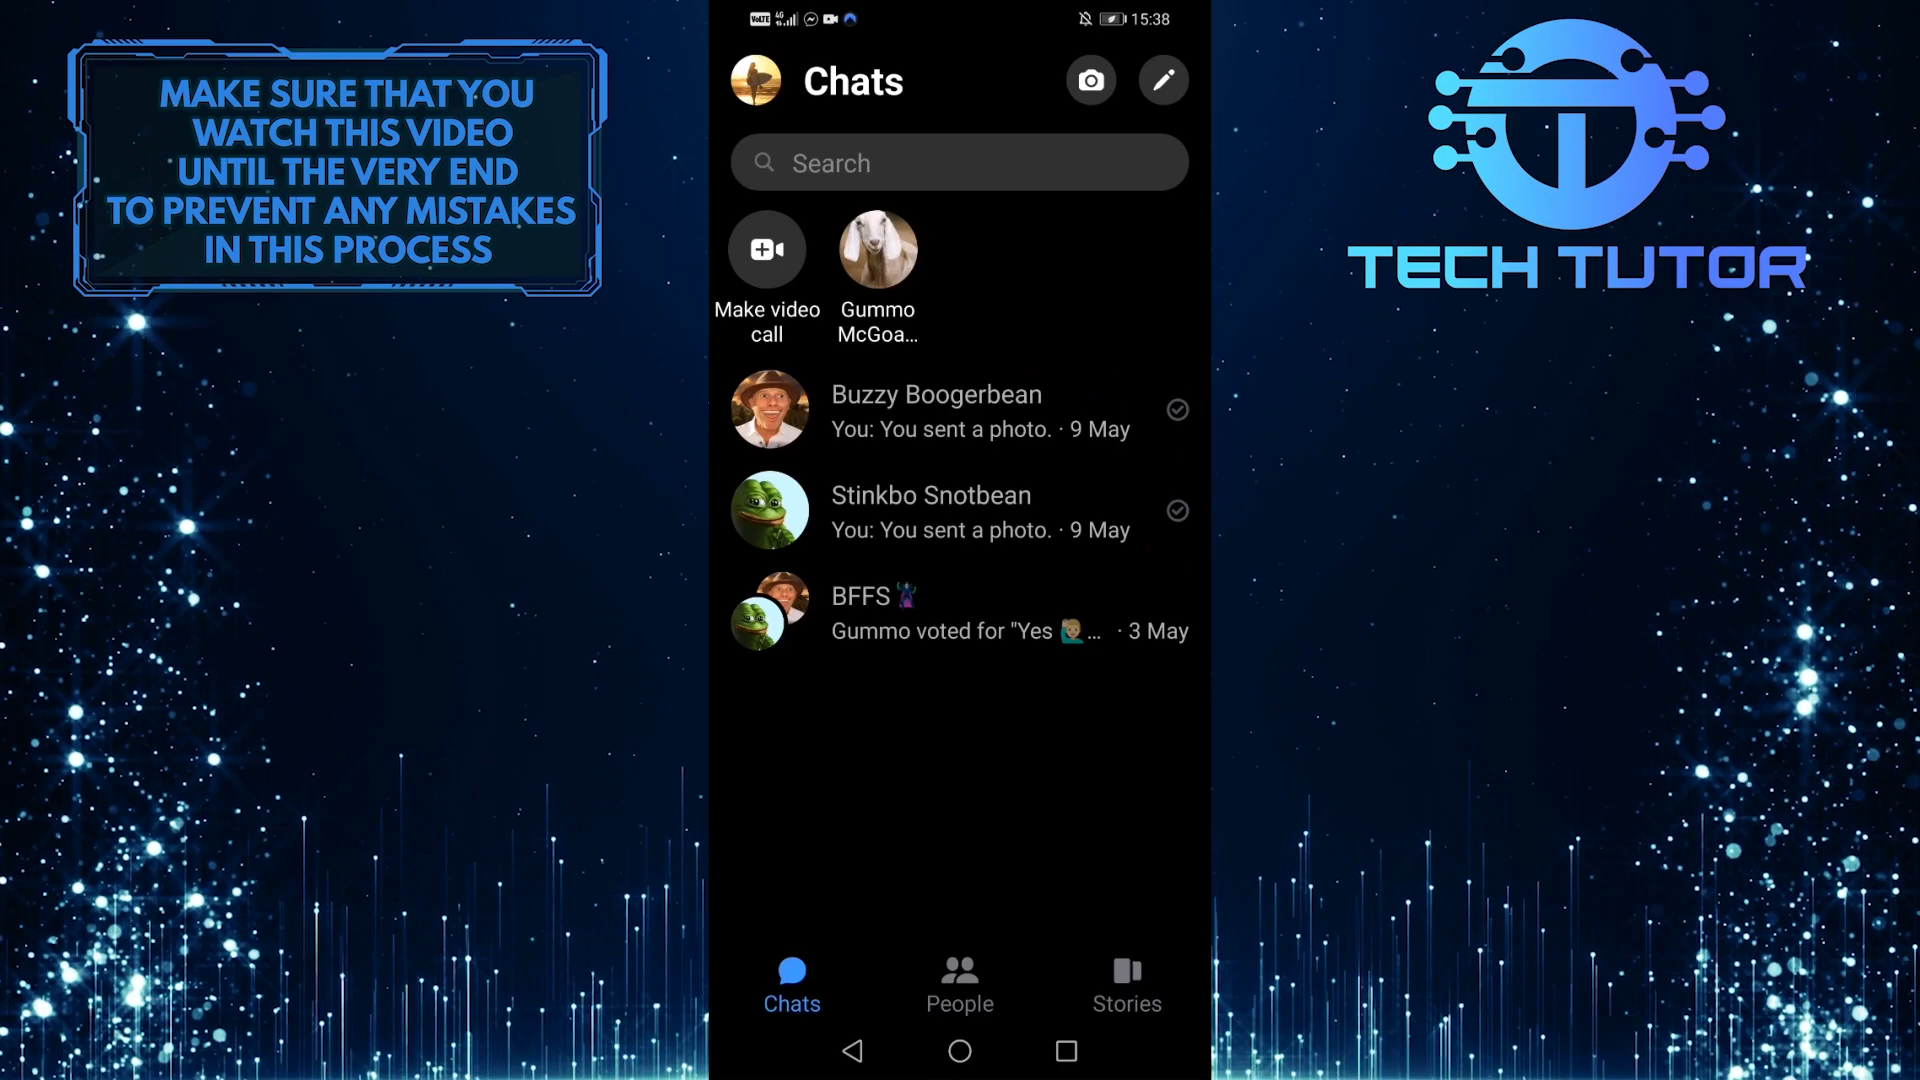 MAKE SURE THAT YOU
WATCH THIS VIDEO
UNTIL THE VERY END
TO PREVENT ANY MISTAKES
IN THIS PROCESS
VoLTE 4G 15:38
Chats
Search
Make video
call
Gummo
McGoa...
Buzzy Boogerbean
You: You sent a photo. · 9 May
Stinkbo Snotbean
You: You sent a photo. · 9 May
BFFS🦹🏿‍♀️
Gummo voted for "Yes 🙋🏼‍♂️... · 3 May
Chats
People
Stories
TECH TUTOR